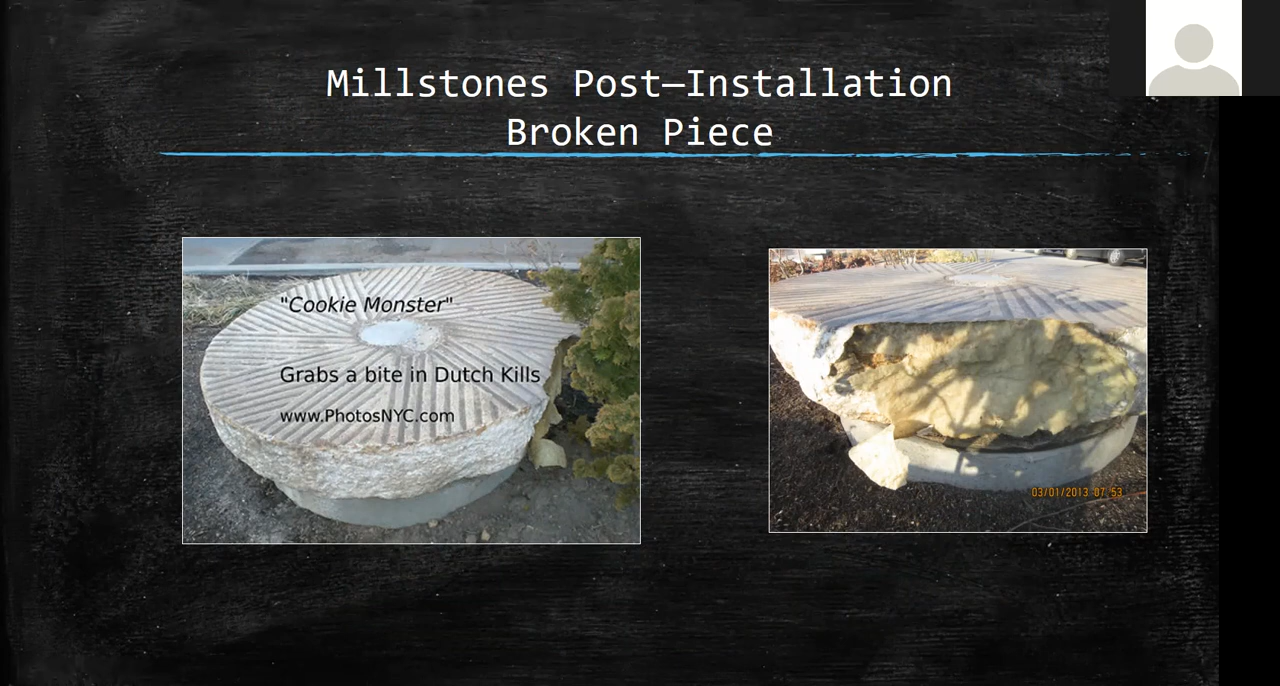 Millstones Post—Installation
Broken Piece
"Cookie Monster"
Grabs a bite in Dutch Kills
www.PhotosNYC.com
03/01/2013 07:53